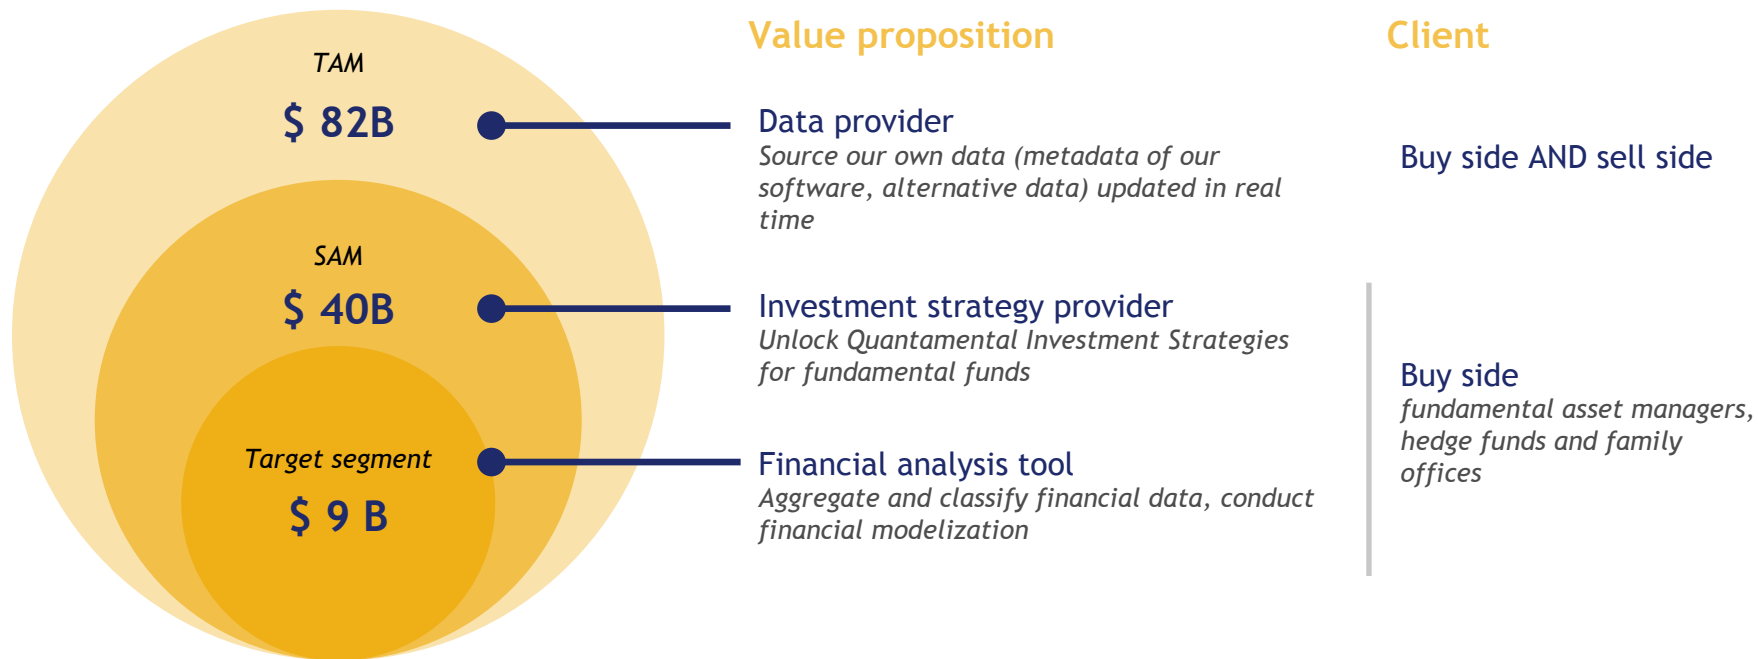 Value proposition
Client
TAM
$ 82B
Data provider
Source our own data (metadata of our
software, alternative data) updated in real
time
Buy side AND sell side
SAM
$ 40B
Investment strategy provider
Unlock Quantamental Investment Strategies
for fundamental funds
Buy side
fundamental asset managers,
hedge funds and family
offices
Target segment
$ 9 B
Financial analysis tool
Aggregate and classify financial data, conduct
financial modelization